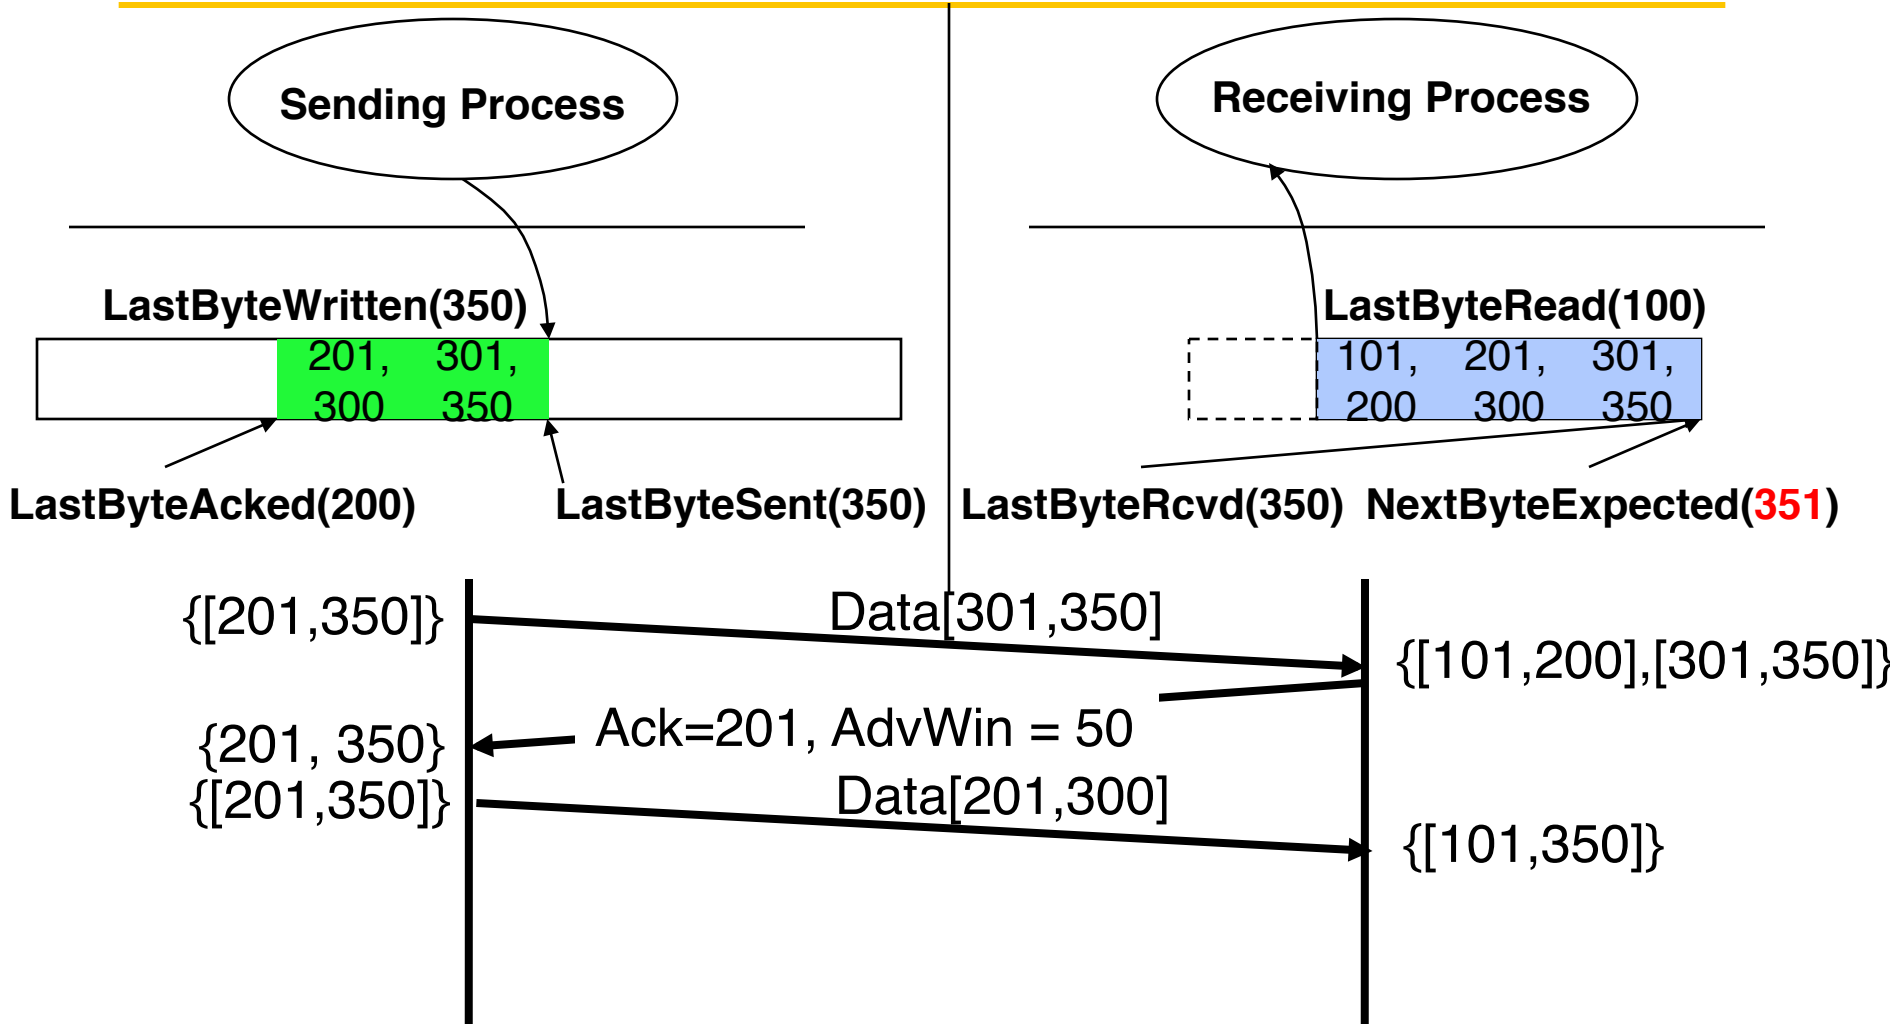 Sending Process
Receiving Process
LastByteWritten(350)
201, 301,
300 350
LastByteAcked(200)
LastByteSent(350)
LastByteRead(100)
101, 201, 301,
200 300 350
LastByteRcvd(350)
NextByteExpected(351)
{[201,350]}
Data[301,350]
{[101,200],[301,350]}
Ack=201, AdvWin = 50
{201, 350}
{[201,350]}
Data[201,300]
{[101,350]}